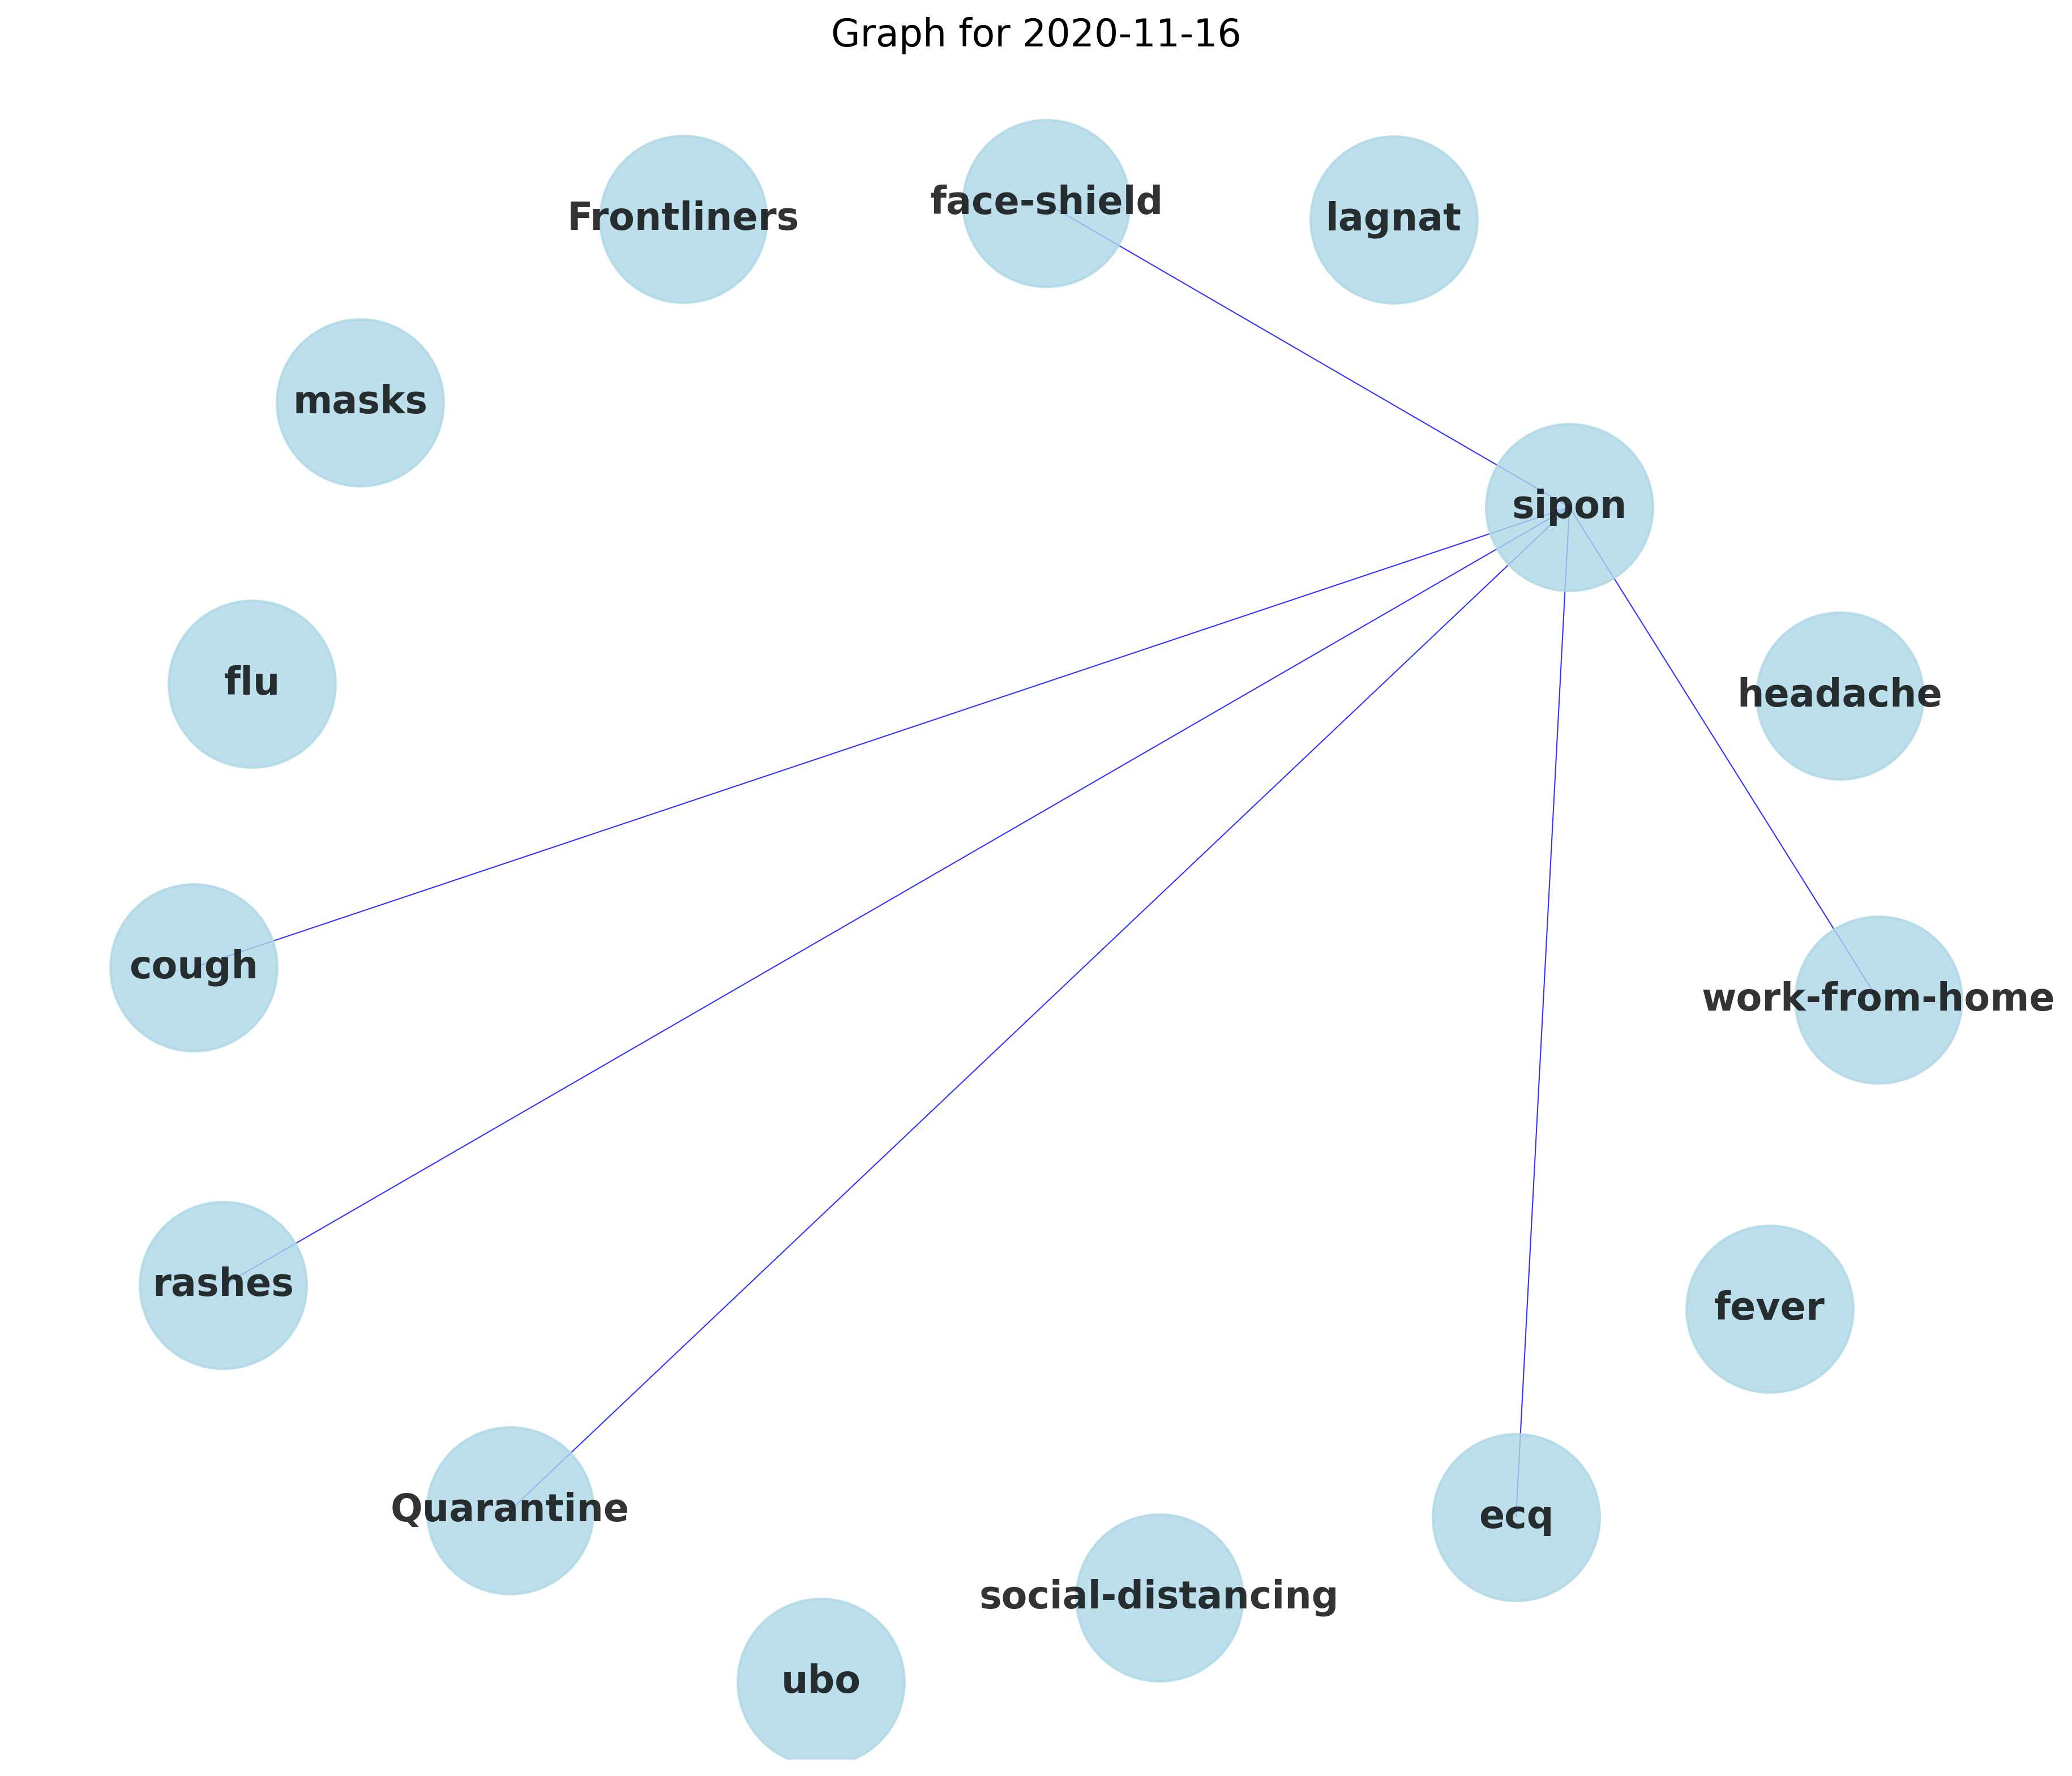 Graph for 2020-11-16
face-shield
Frontliners
lagnat
masks
sipon
flu
headache
cough
work-from-home
rashes
fever
Quarantine
ecq
social-distancing
ubo